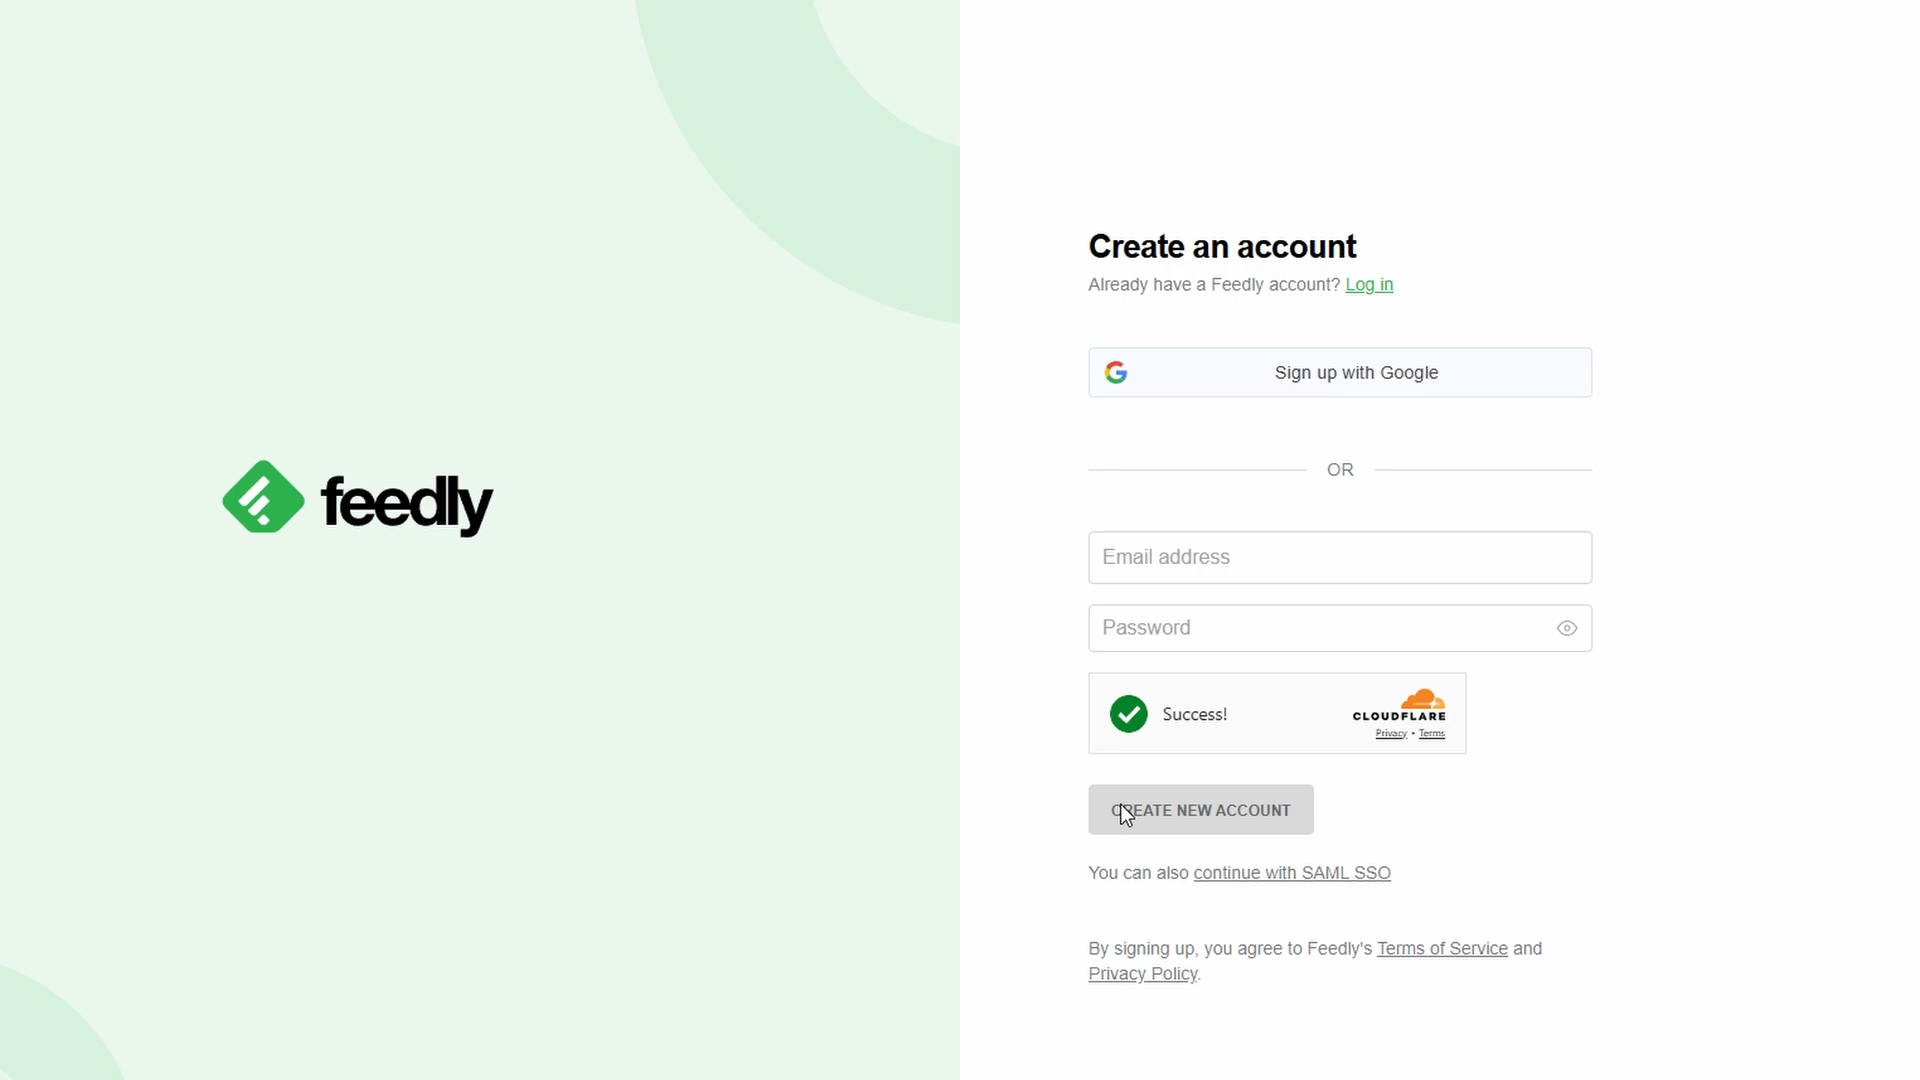 feedly
Create an account
Already have a Feedly account? Log in
Sign up with Google
OR
Email address
Password
Success!
CLOUDFLARE
Privacy • Terms
CREATE NEW ACCOUNT
You can also continue with SAML SSO
By signing up, you agree to Feedly's Terms of Service and
Privacy Policy.